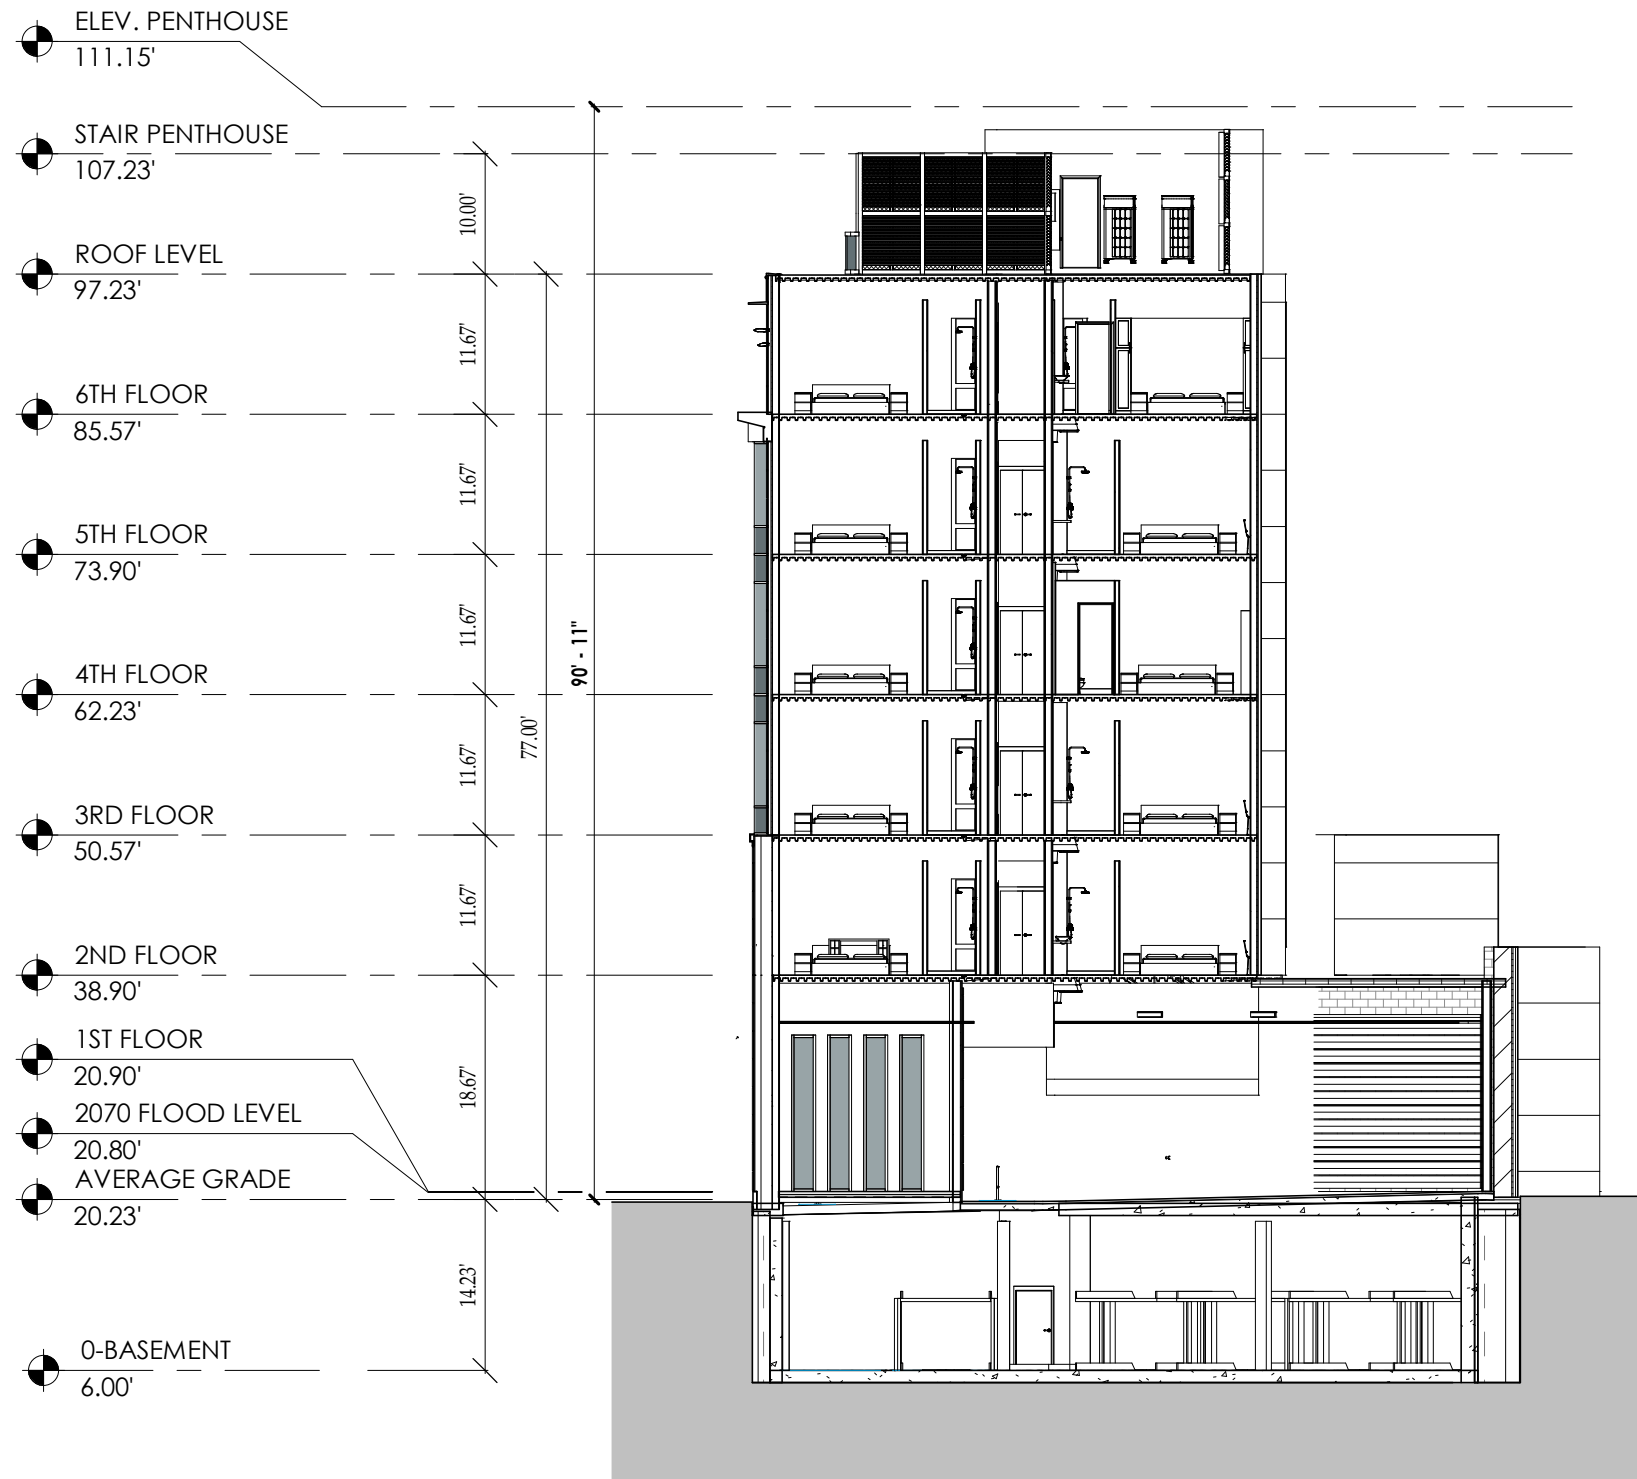 ELEV. PENTHOUSE
111.15'
STAIR PENTHOUSE
107.23'
10.00'
ROOF LEVEL
97.23'
11.67'
6TH FLOOR
85.57'
11.67'
5TH FLOOR
73.90'
11.67'
90' - 11"
4TH FLOOR
62.23'
77.00'
11.67'
3RD FLOOR
50.57'
11.67'
2ND FLOOR
38.90'
1ST FLOOR
20.90'
18.67'
2070 FLOOD LEVEL
20.80'
AVERAGE GRADE
20.23'
14.23'
0-BASEMENT
6.00'